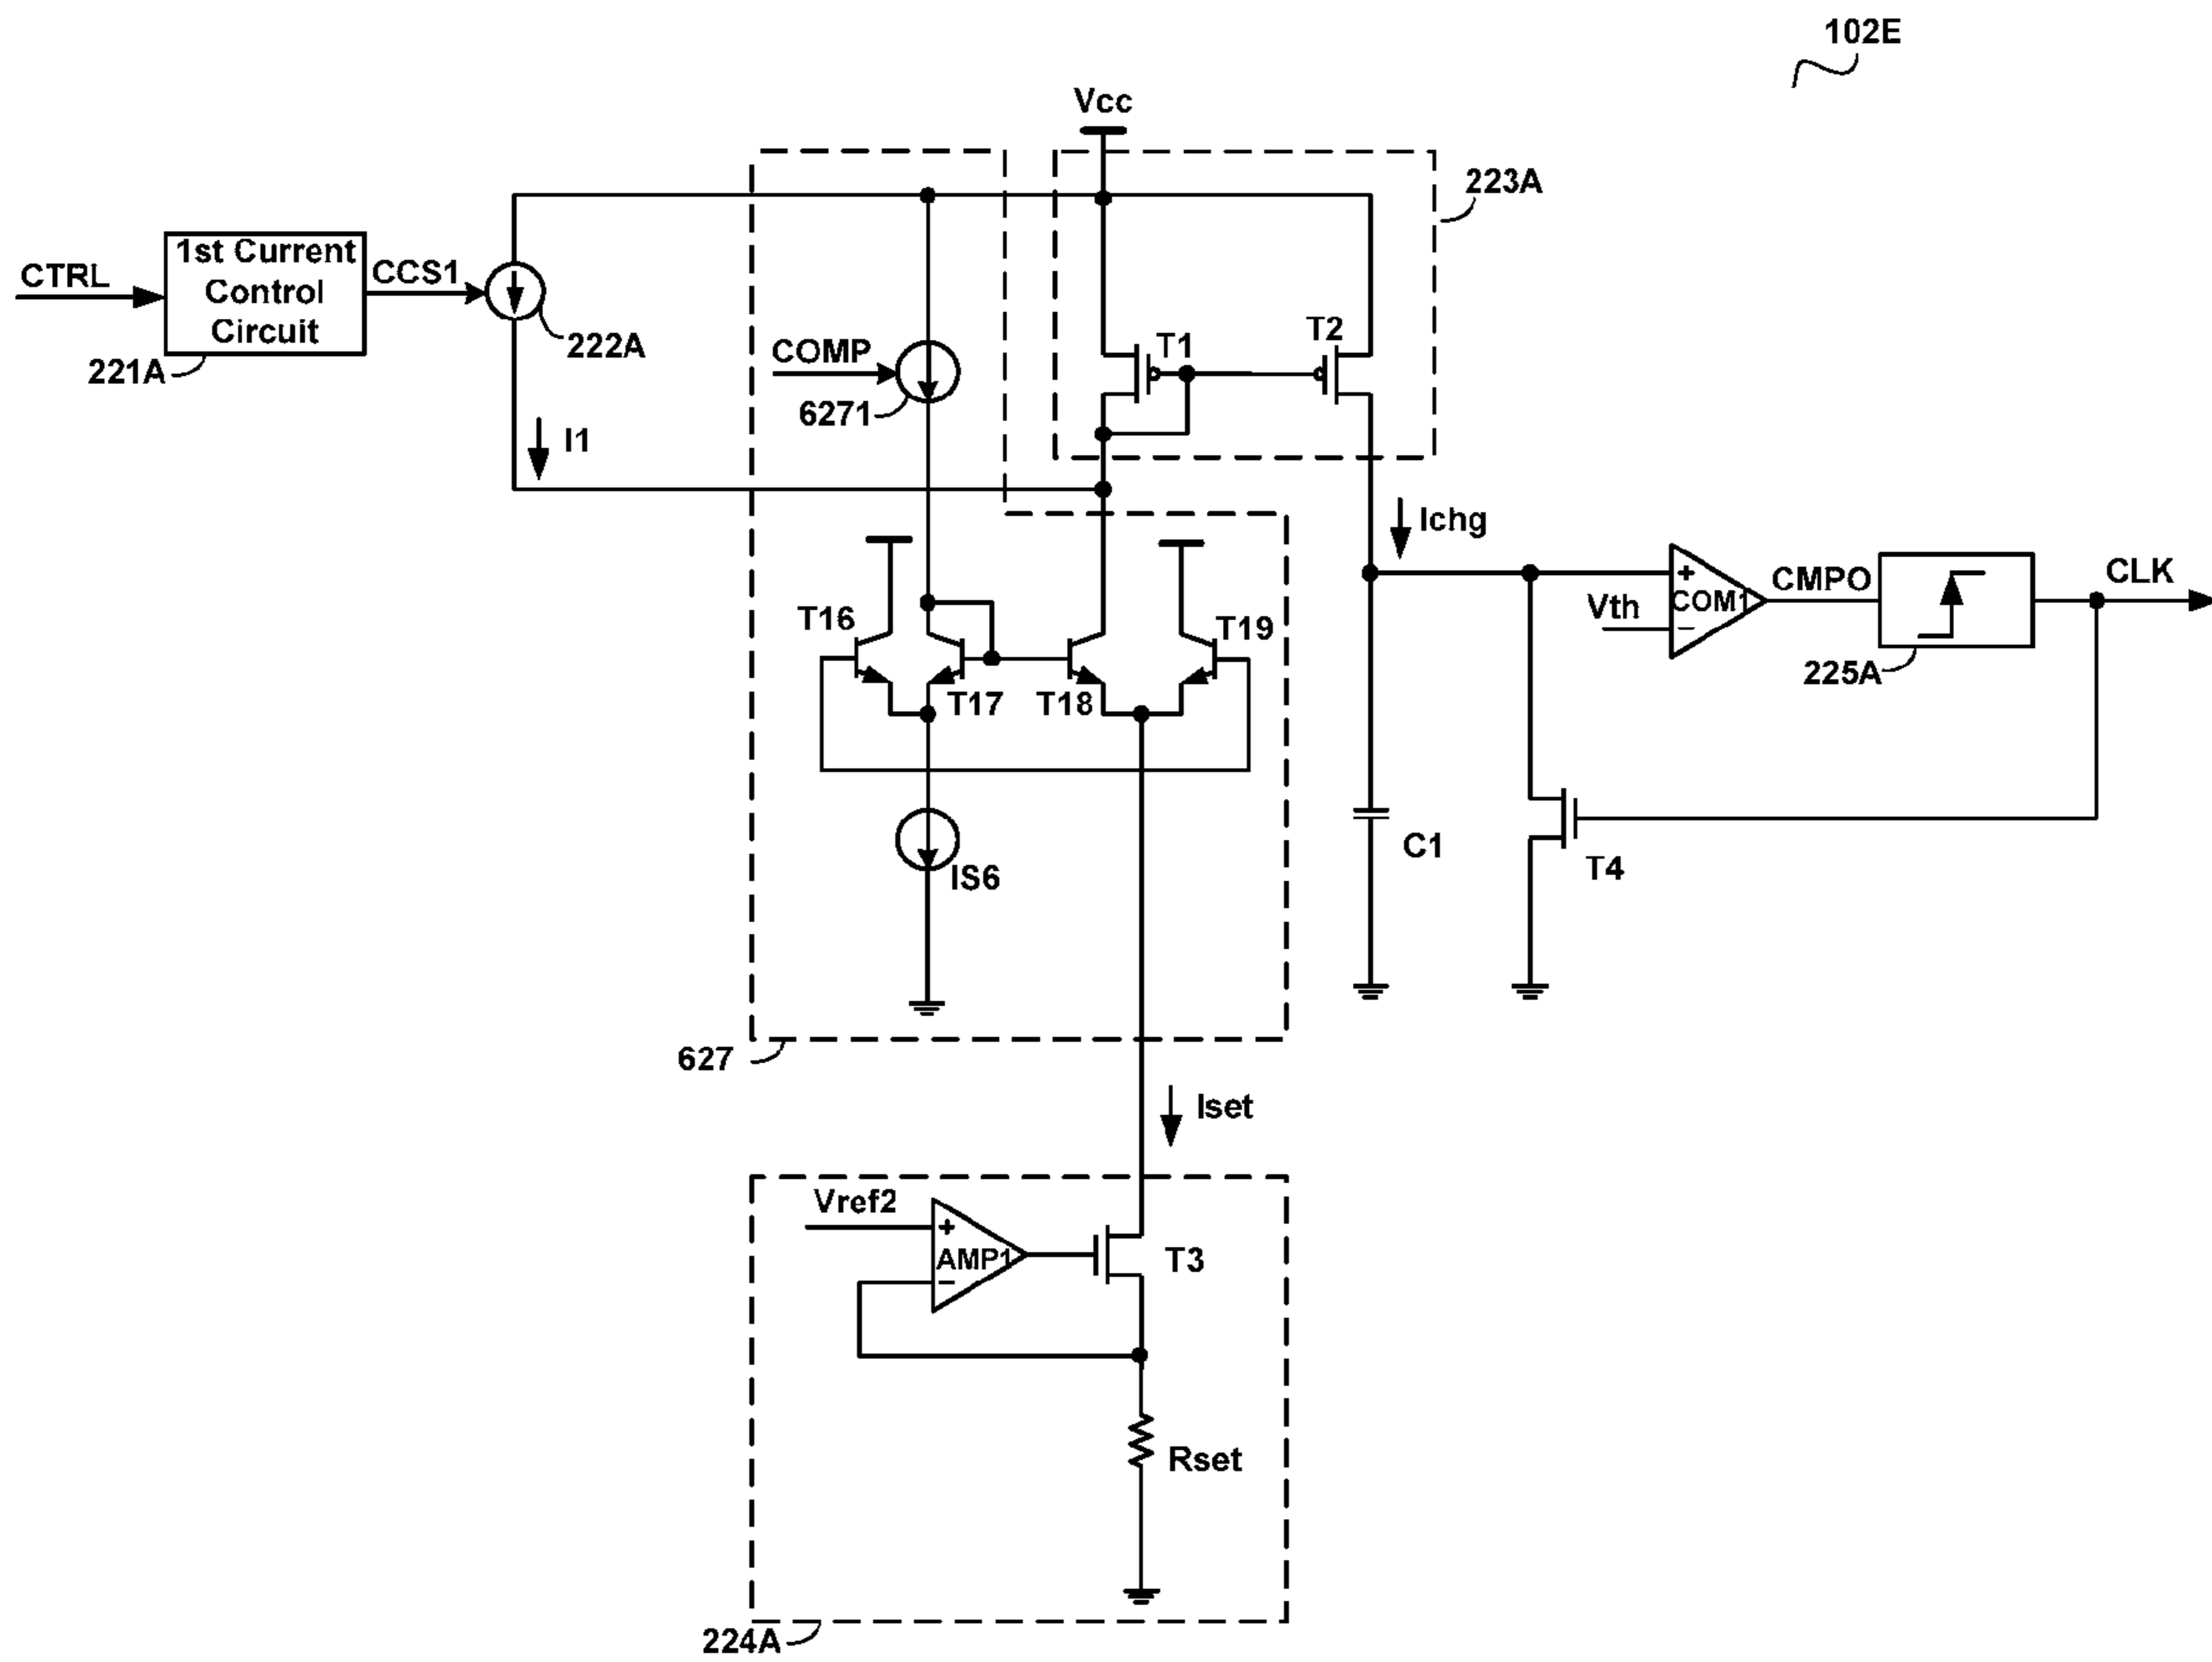 102E
Vcc
223A
CTRL
1st Current
Control
Circuit
221A
CCS1
222A
I1
COMP
6271
T1
T2
Ichg
T16
T17
T18
T19
IS6
627
Vth
+
COM1
−
CMPO
225A
CLK
C1
T4
Iset
Vref2
+
AMP1
−
T3
Rset
224A